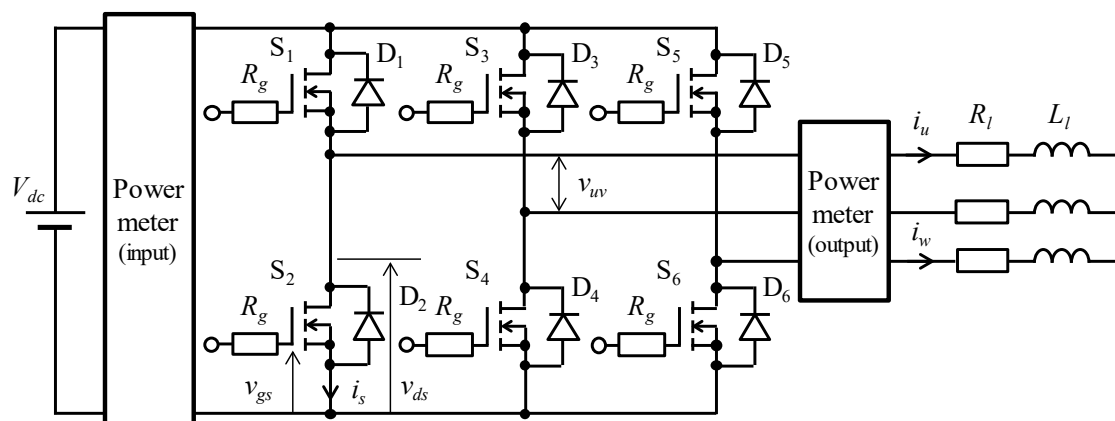 S1
D1
S3
D3
S5
D5
Rg
Rg
Rg
Vdc
Power
meter
(input)
vuv
Power
meter
(output)
iu
Rl
Ll
iw
S2
D2
S4
D4
S6
D6
Rg
Rg
Rg
vgs
is
vds